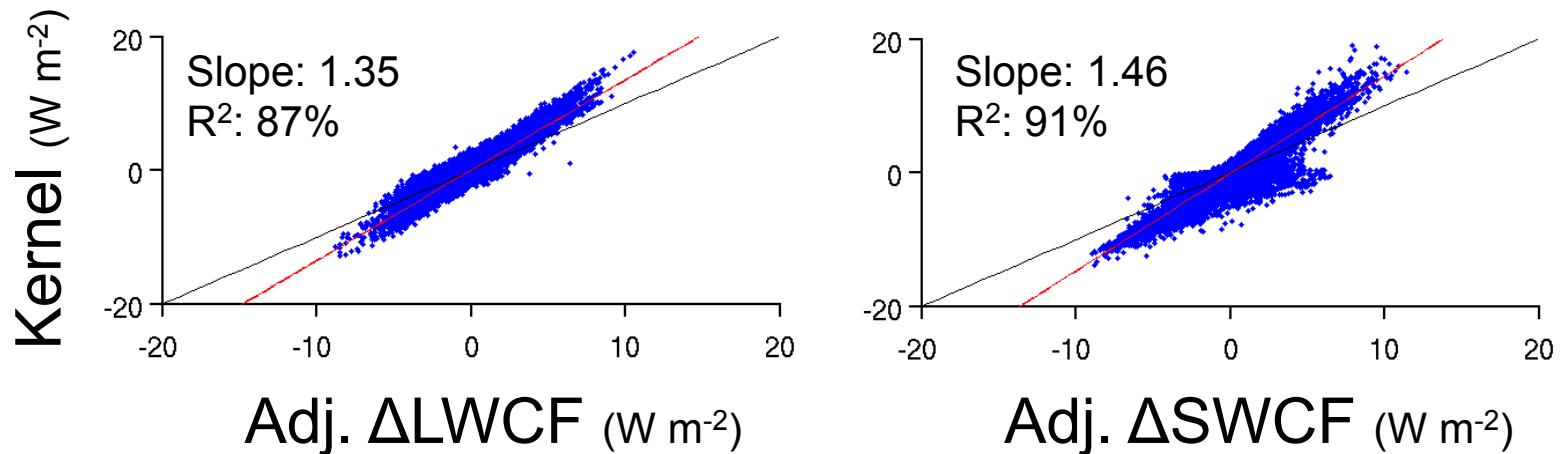 Kernel (W m-2)
20
0
-20
-20 -10 0 10 20
Slope: 1.35
R2: 87%
Adj. ΔLWCF (W m-2)
20
0
-20
-20 -10 0 10 20
Slope: 1.46
R2: 91%
Adj. ΔSWCF (W m-2)